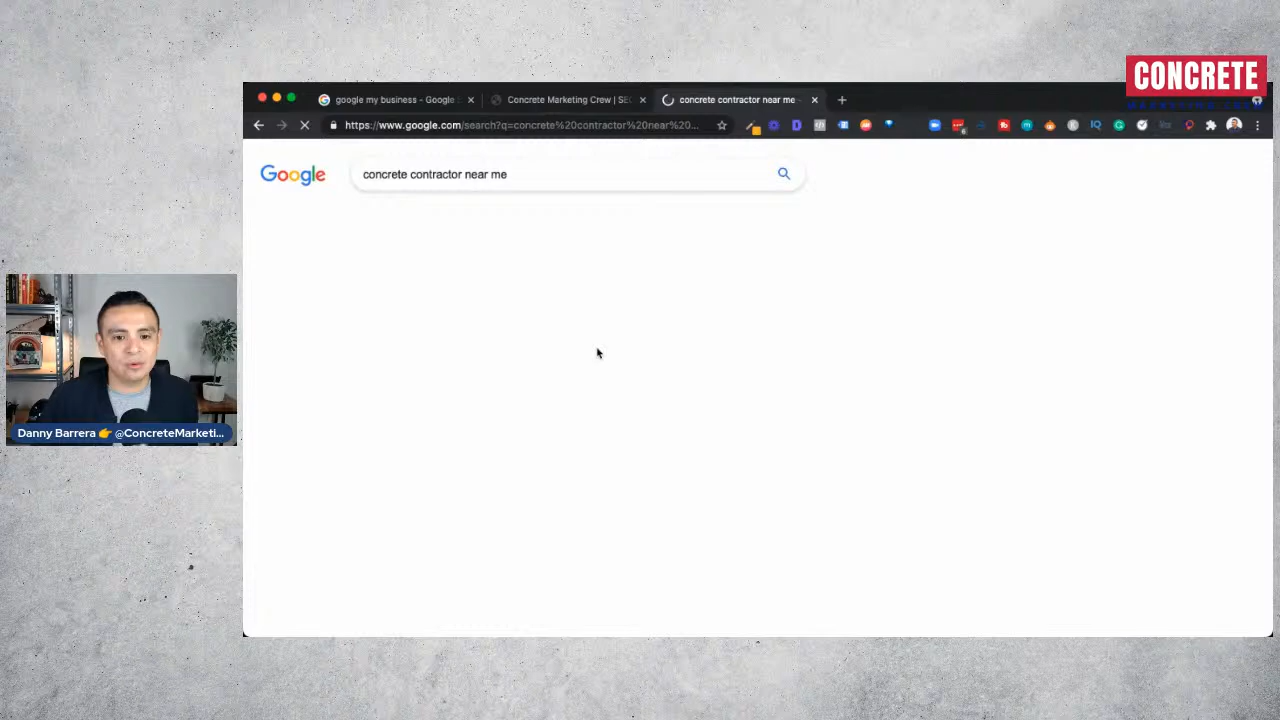 CONCRETE
google my business - Google
Concrete Marketing Crew | SEO
concrete contractor near me -
https://www.google.com/search?q=concrete%20contractor%20near%20...
Google
concrete contractor near me
Danny Barrera 👉 @ConcreteMarketi...